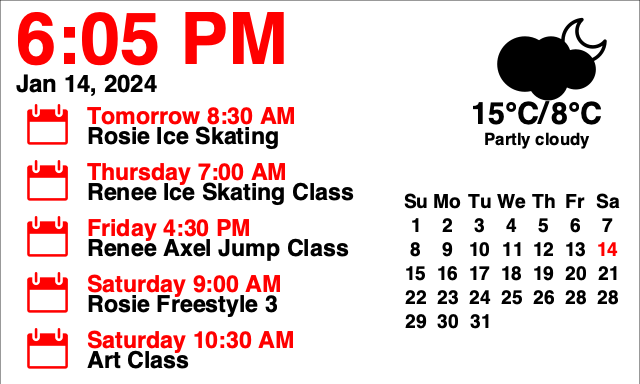 6:05 PM
Jan 14, 2024
Tomorrow 8:30 AM
Rosie Ice Skating
Thursday 7:00 AM
Renee Ice Skating Class
Friday 4:30 PM
Renee Axel Jump Class
Saturday 9:00 AM
Rosie Freestyle 3
Saturday 10:30 AM
Art Class
15°C/8°C
Partly cloudy
Su Mo Tu We Th Fr Sa
1 2 3 4 5 6 7
8 9 10 11 12 13 14
15 16 17 18 19 20 21
22 23 24 25 26 28 28
29 30 31